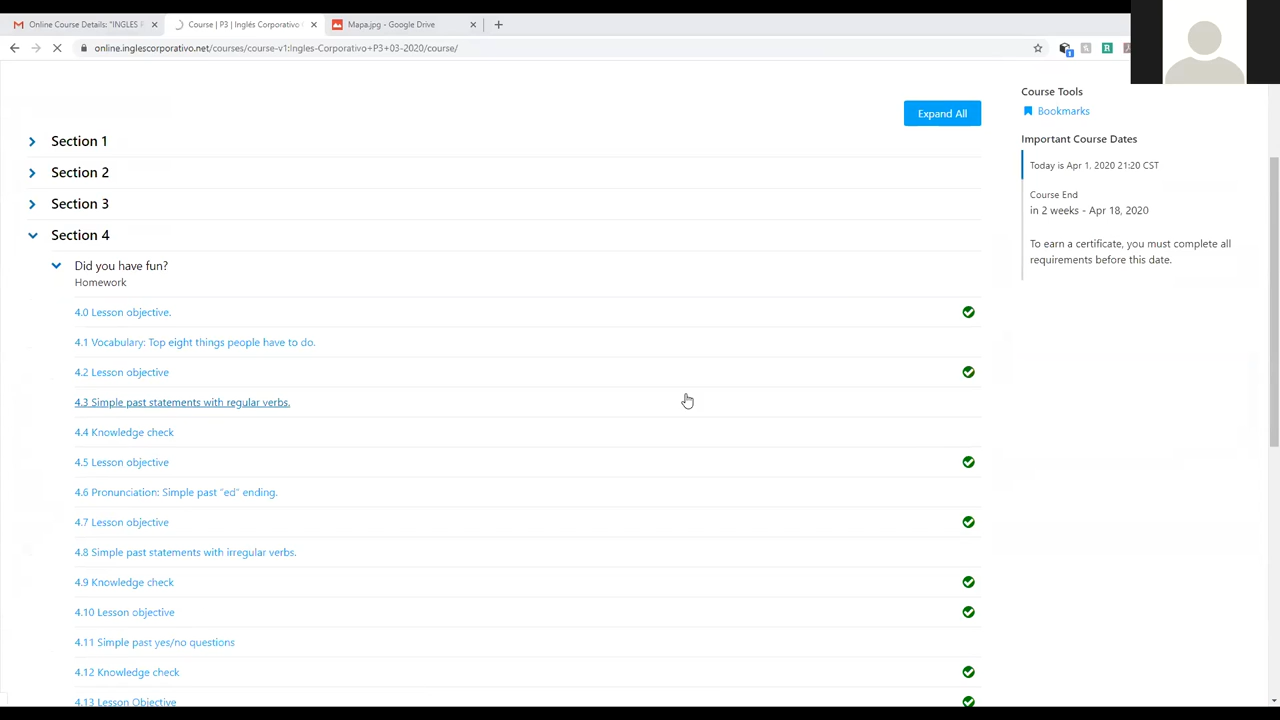 Online Course Details: "INGLES P
Course | P3 | Inglés Corporativo
Mapa.jpg - Google Drive
online.inglescorporativo.net/courses/course-v1:Ingles-Corporativo+P3+03-2020/course/
Expand All
Section 1
Section 2
Section 3
Section 4
Did you have fun?
Homework
4.0 Lesson objective.
4.1 Vocabulary: Top eight things people have to do.
4.2 Lesson objective
4.3 Simple past statements with regular verbs.
4.4 Knowledge check
4.5 Lesson objective
4.6 Pronunciation: Simple past "ed" ending.
4.7 Lesson objective
4.8 Simple past statements with irregular verbs.
4.9 Knowledge check
4.10 Lesson objective
4.11 Simple past yes/no questions
4.12 Knowledge check
4.13 Lesson Objective
Course Tools
Bookmarks
Important Course Dates
Today is Apr 1, 2020 21:20 CST
Course End
in 2 weeks - Apr 18, 2020
To earn a certificate, you must complete all
requirements before this date.